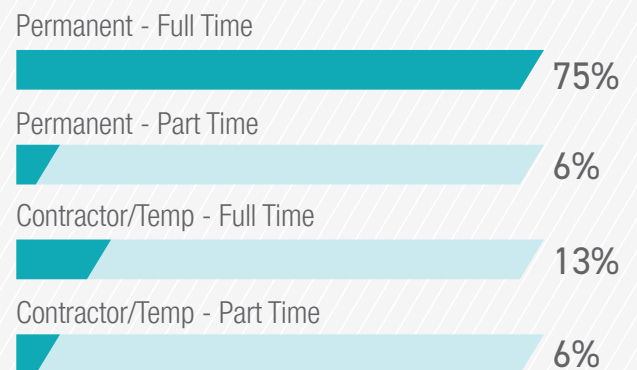 Permanent - Full Time
75%
Permanent - Part Time
6%
Contractor/Temp - Full Time
13%
Contractor/Temp - Part Time
6%